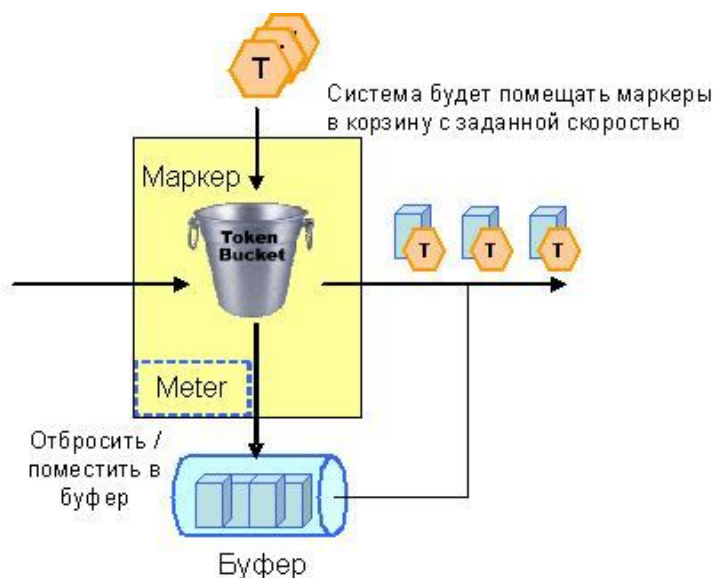 Т
Система будет помещать маркеры
в корзину с заданной скоростью
Маркер
Token
Bucket
Т Т Т
Meter
Отбросить /
поместить в
буфер
Буфер